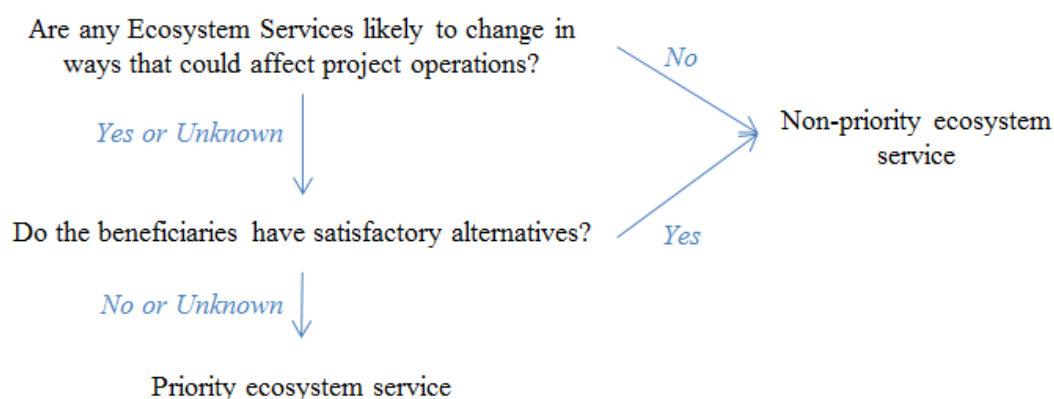 Are any Ecosystem Services likely to change in
ways that could affect project operations?
No
Yes or Unknown
Non-priority ecosystem
service
Do the beneficiaries have satisfactory alternatives?
Yes
No or Unknown
Priority ecosystem service